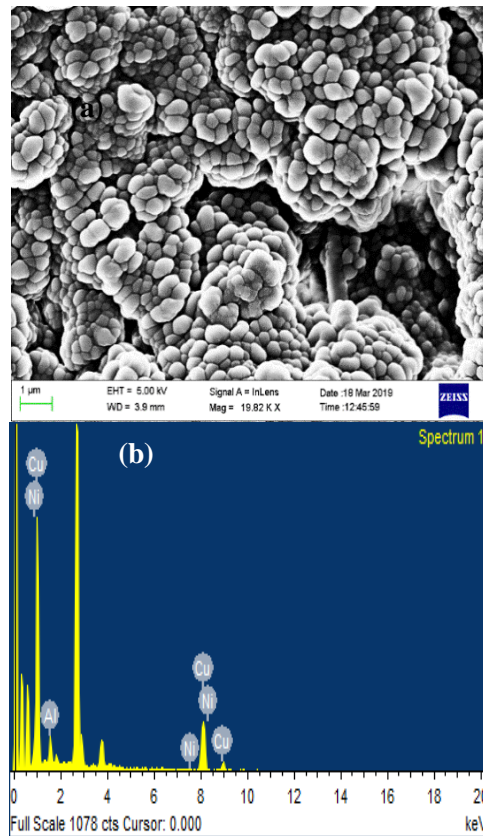 (a)
1 µm
EHT = 5.00 kV
Signal A = InLens
Date :18 Mar 2019
WD = 3.9 mm
Mag = 19.82 K X
Time :12:45:59
ZEISS
Spectrum 1
(b)
Cu
Ni
Al
Cu
Ni
Ni
Cu
0 2 4 6 8 10 12 14 16 18 20
Full Scale 1078 cts Cursor: 0.000
keV